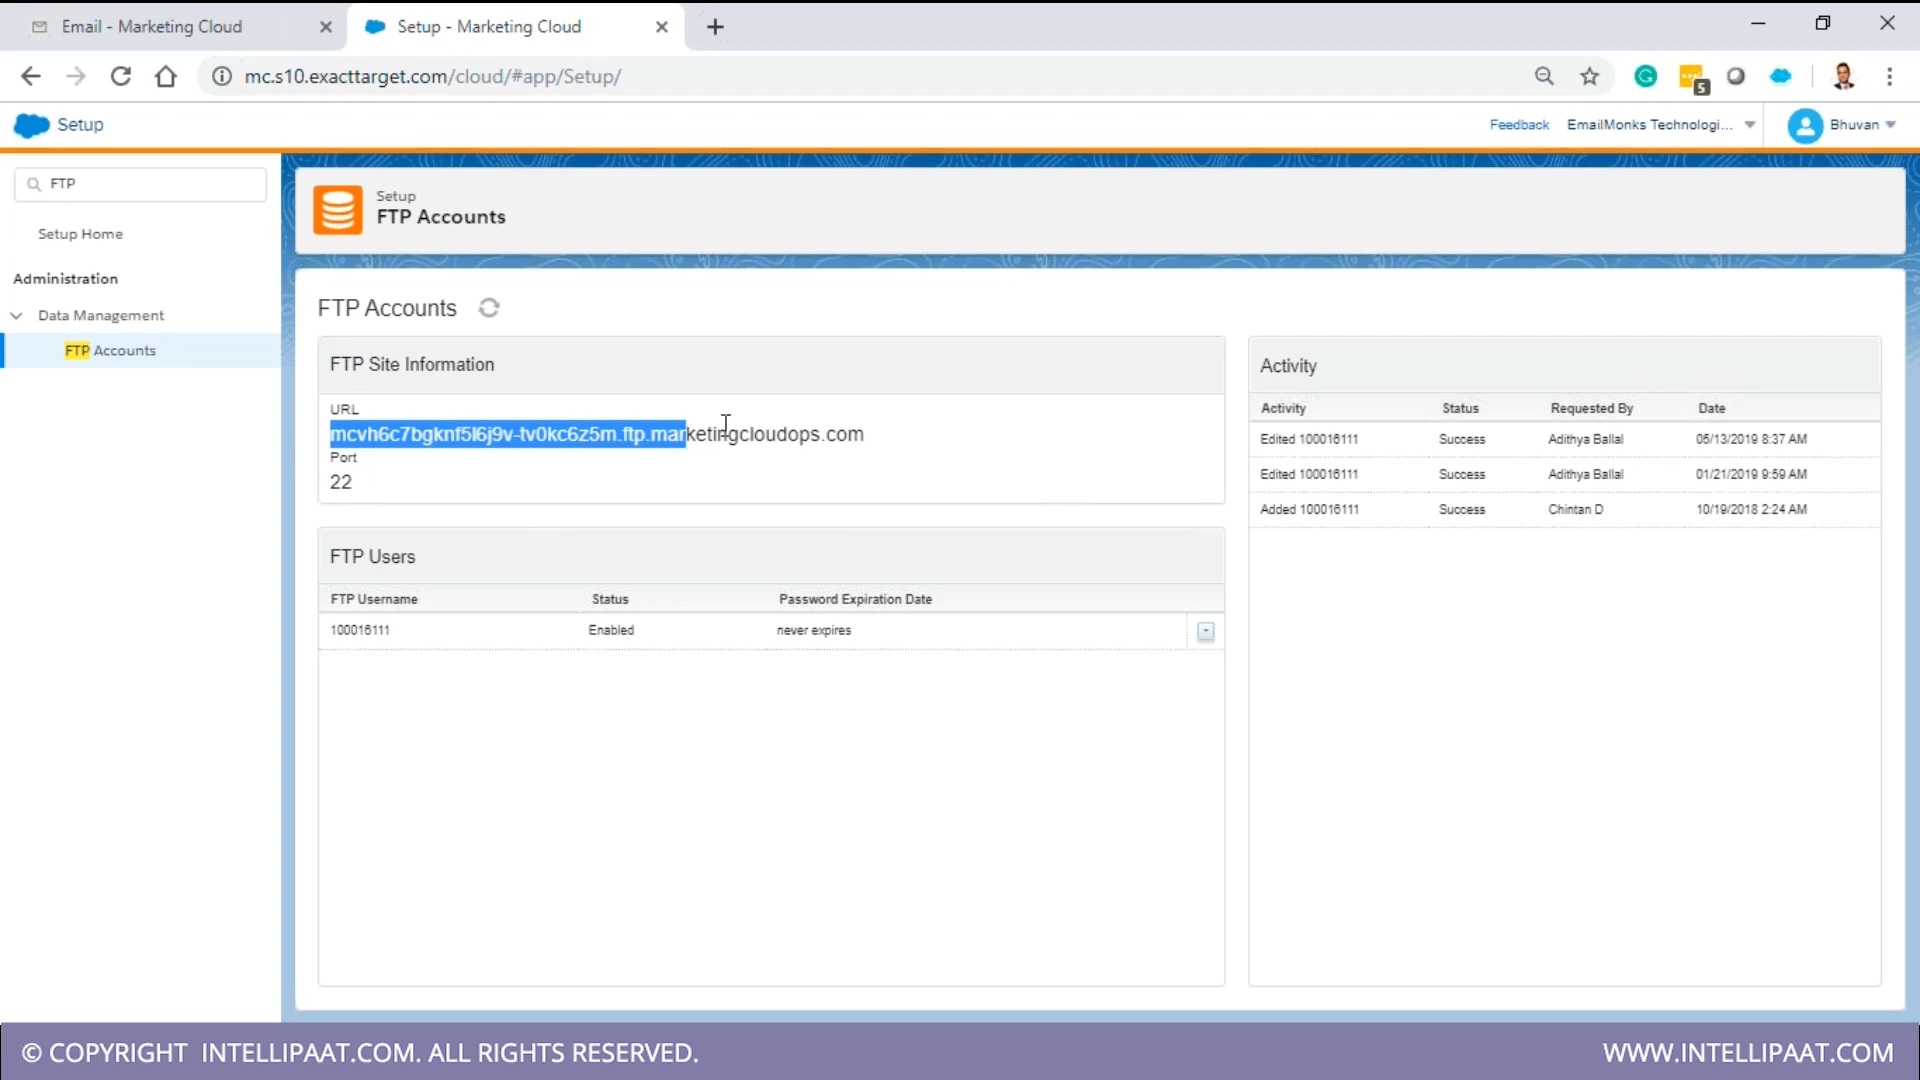 Email - Marketing Cloud
Setup - Marketing Cloud
mc.s10.exacttarget.com/cloud/#app/Setup/
S
Setup
Feedback
EmailMonks Technologi...
Bhuvan
FTP
Setup Home
Administration
Data Management
FTP Accounts
Setup
FTP Accounts
FTP Accounts
FTP Site Information
URL
mcvh6c7bgknf5l6j9v-tv0kc6z5m.ftp.marketingcloudops.com
Port
22
FTP Users
FTP Username Status Password Expiration Date
100016111 Enabled never expires
Activity
Activity Status Requested By Date
Edited 100016111 Success Adithya Ballal 05/13/2019 8:37 AM
Edited 100016111 Success Adithya Ballal 01/21/2019 9:59 AM
Added 100016111 Success Chintan D 10/19/2018 2:24 AM
© COPYRIGHT INTELLIPAAT.COM. ALL RIGHTS RESERVED.
WWW.INTELLIPAAT.COM